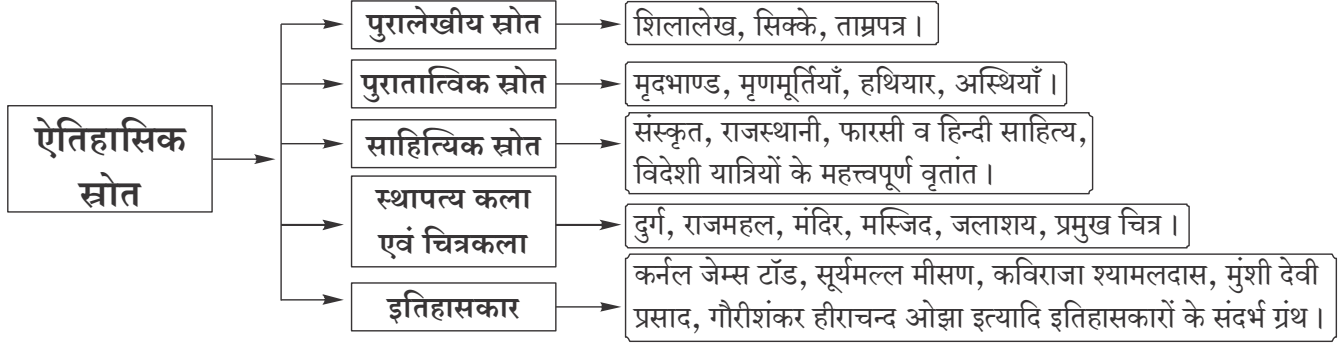 ऐतिहासिक
स्रोत
पुरालेखीय स्रोत
शिलालेख, सिक्के, ताम्रपत्र।
पुरातात्विक स्रोत
मृदभाण्ड, मृणमूर्तियाँ, हथियार, अस्थियाँ।
साहित्यिक स्रोत
संस्कृत, राजस्थानी, फारसी व हिन्दी साहित्य,
विदेशी यात्रियों के महत्त्वपूर्ण वृतांत।
स्थापत्य कला
एवं चित्रकला
दुर्ग, राजमहल, मंदिर, मस्जिद, जलाशय, प्रमुख चित्र।
इतिहासकार
कर्नल जेम्स टॉड, सूर्यमल्ल मीसण, कविराजा श्यामलदास, मुंशी देवी
प्रसाद, गौरीशंकर हीराचन्द ओझा इत्यादि इतिहासकारों के संदर्भ ग्रंथ।